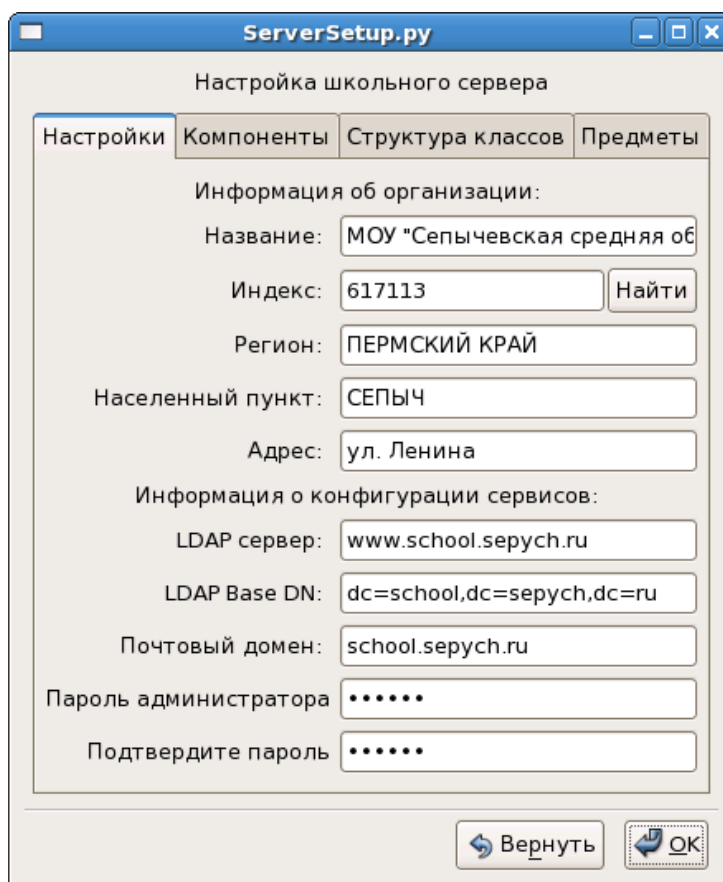 ServerSetup.py
Настройка школьного сервера
Настройки Компоненты Структура классов Предметы
Информация об организации:
Название: МОУ "Сепычевская средняя об
Индекс: 617113 Найти
Регион: ПЕРМСКИЙ КРАЙ
Населенный пункт: СЕПЫЧ
Адрес: ул. Ленина
Информация о конфигурации сервисов:
LDAP сервер: www.school.sepych.ru
LDAP Base DN: dc=school,dc=sepych,dc=ru
Почтовый домен: school.sepych.ru
Пароль администратора ••••••
Подтвердите пароль ••••••
Вернуть OK